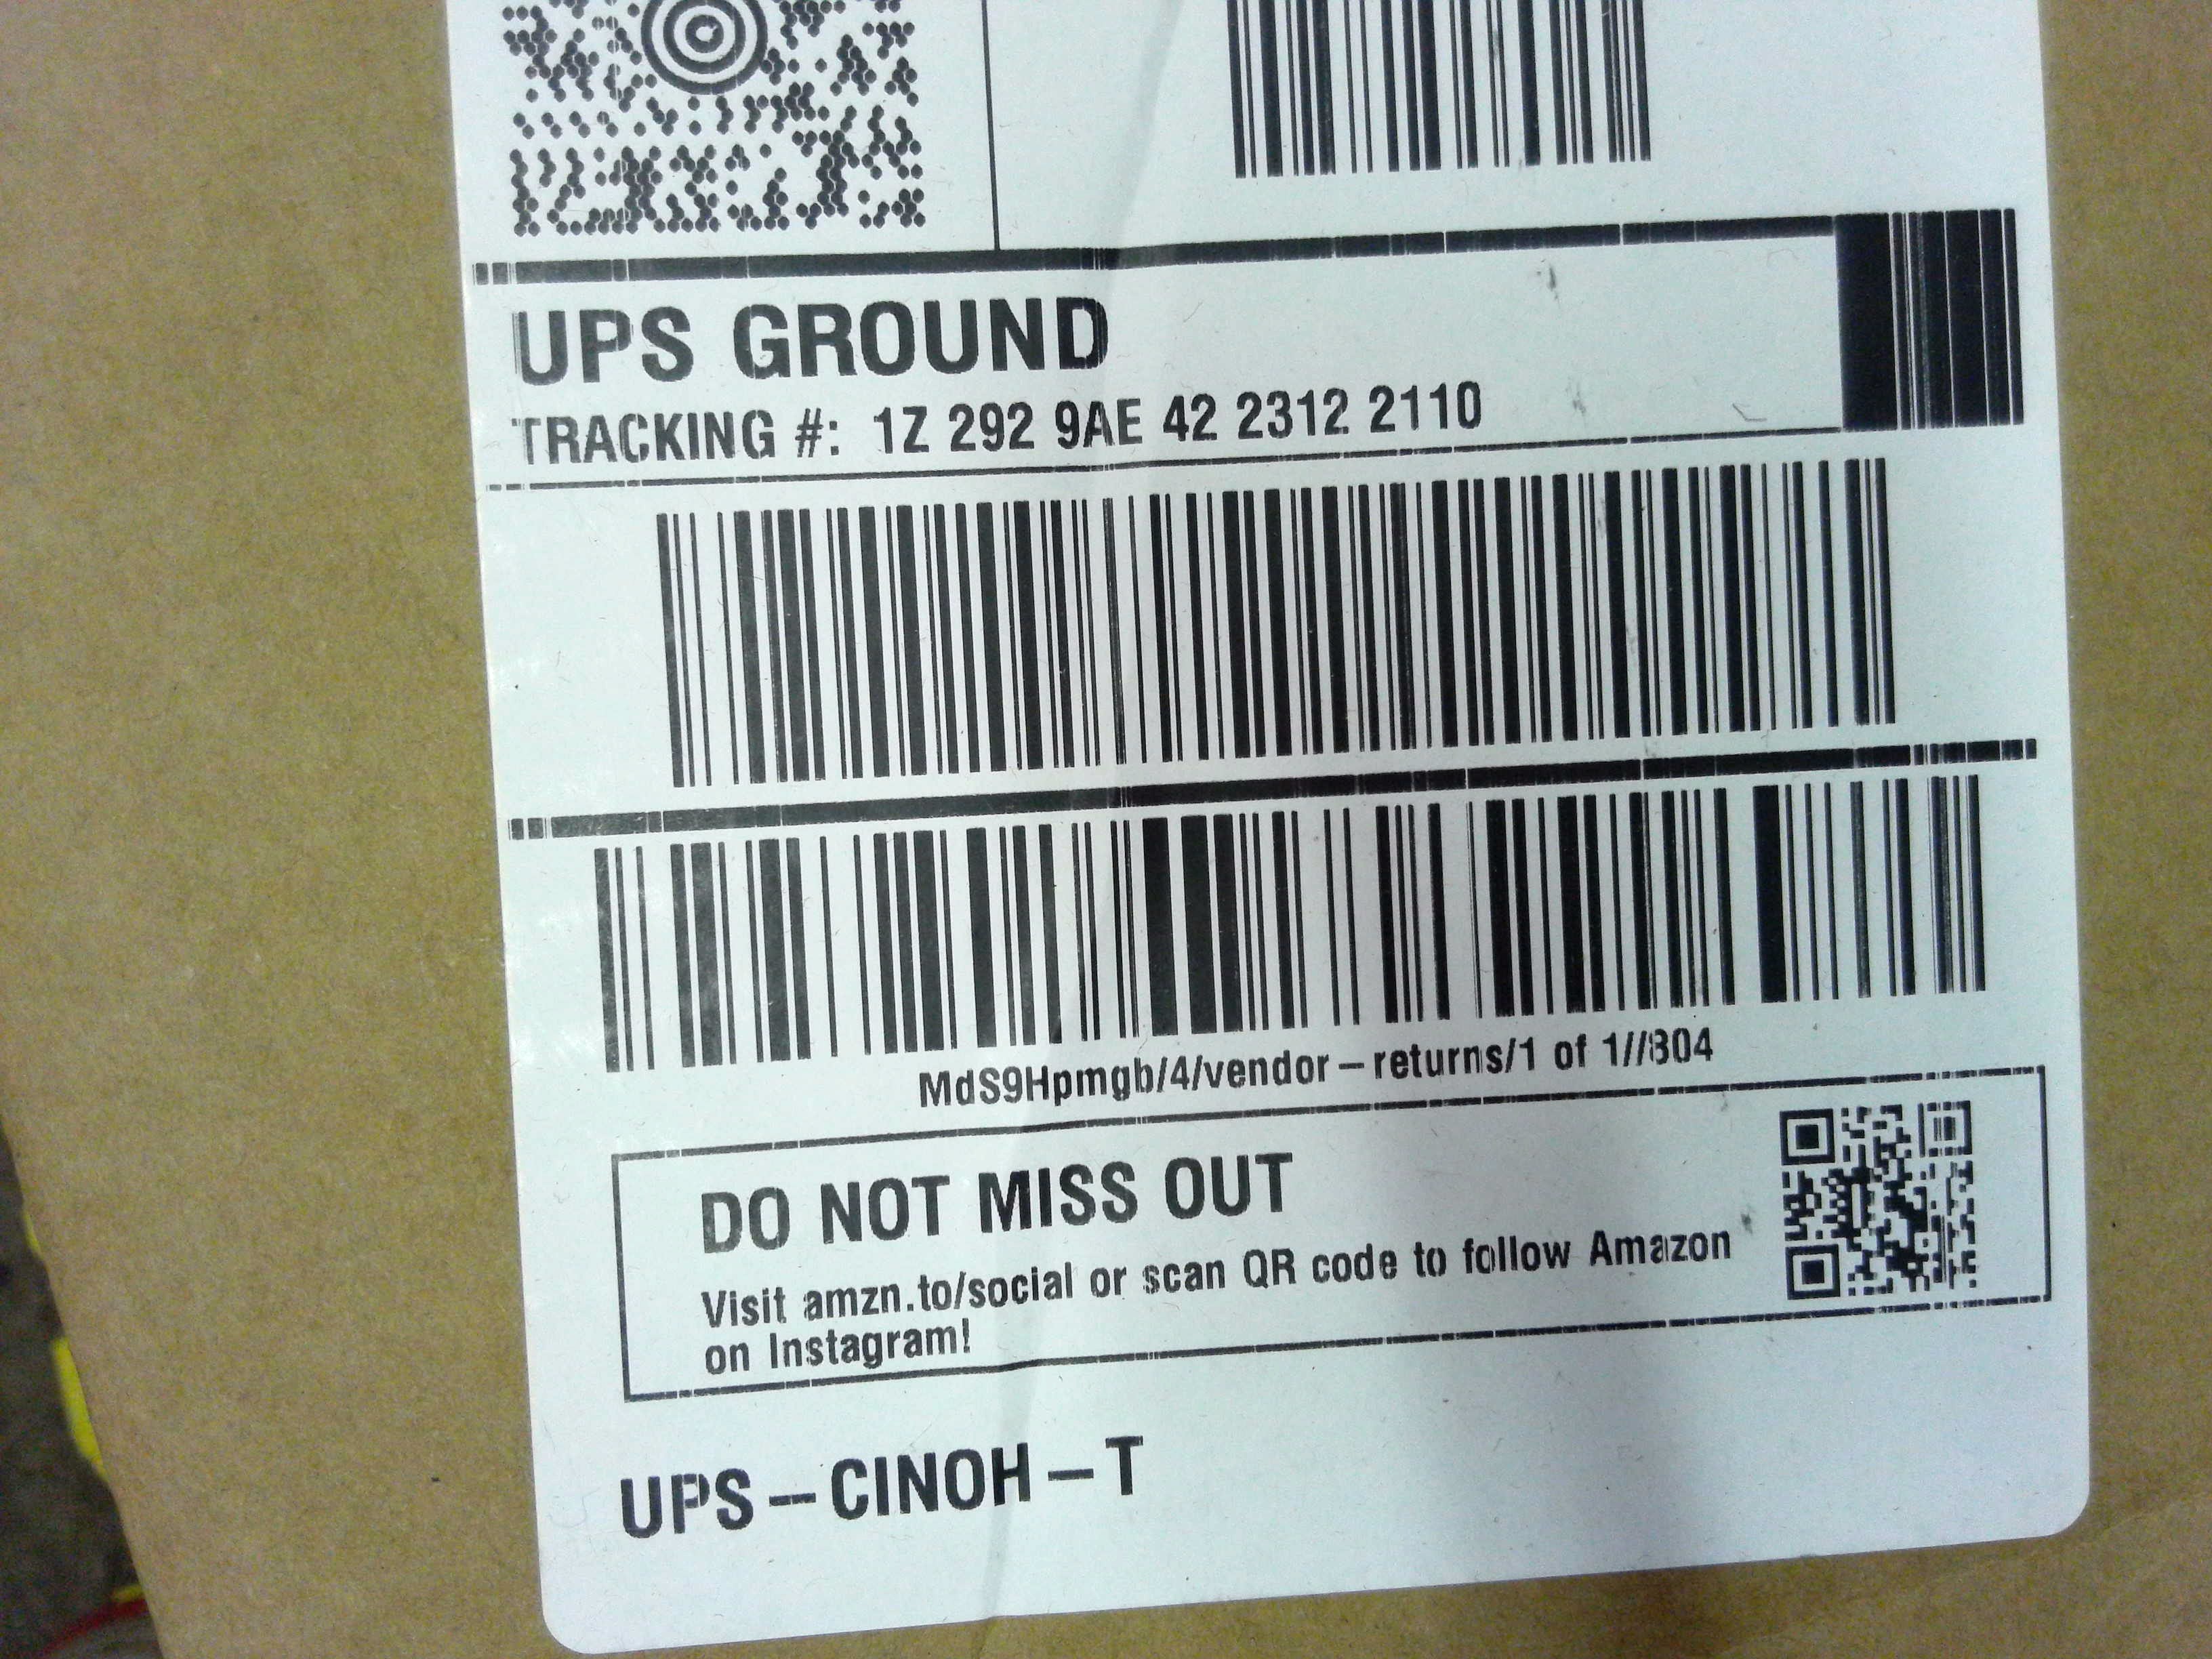 UPS GROUND
TRACKING #: 1Z 292 9AE 42 2312 2110
MdS9Hpmgb/4/vendor-returns/1 of 1//804
DO NOT MISS OUT
Visit amzn.to/social or scan QR code to follow Amazon
on Instagram!
UPS-CINOH-T